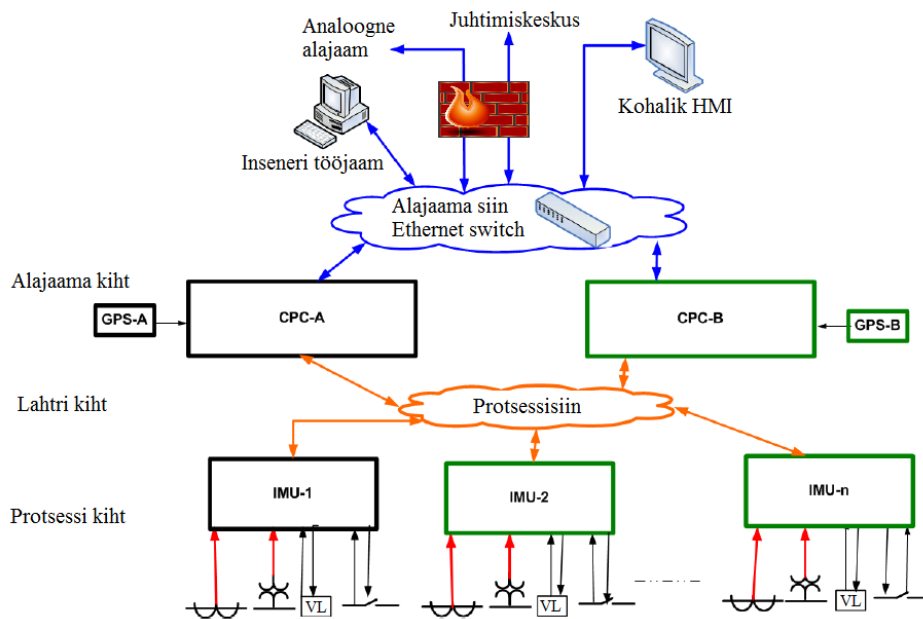 Analoogne
alajaam
Juhtimiskeskus
Kohalik HMI
Inseneri tööjaam
Alajaama siin
Ethernet switch
Alajaama kiht
GPS-A
CPC-A
CPC-B
GPS-B
Lahtri kiht
Protsessisiin
IMU-1
IMU-2
IMU-n
Protsessi kiht
VL
VL
VL